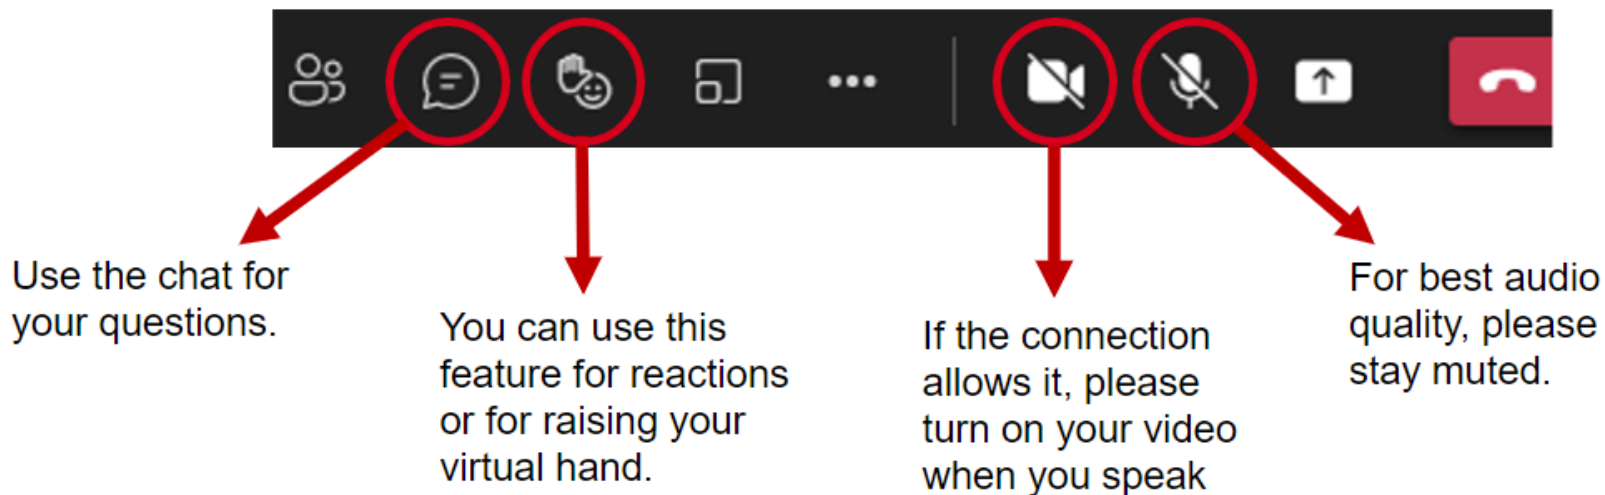 Use the chat for
your questions.
You can use this
feature for reactions
or for raising your
virtual hand.
If the connection
allows it, please
turn on your video
when you speak
For best audio
quality, please
stay muted.